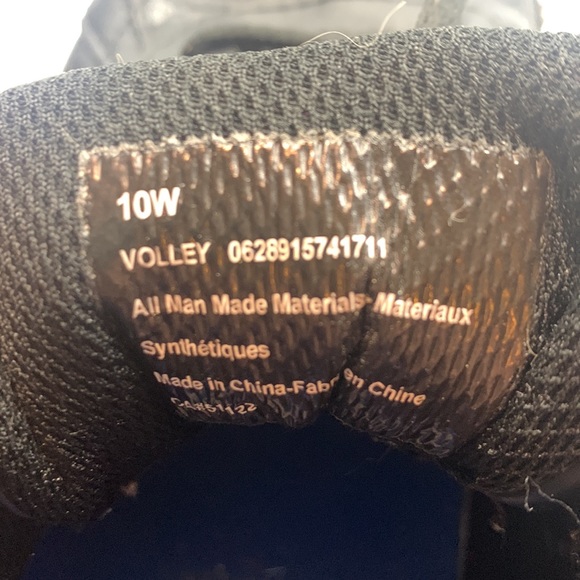 10W
VOLLEY 0628915741711
All Man Made Materials-Materiaux
Synthétiques
Made in China-Fabr en Chine